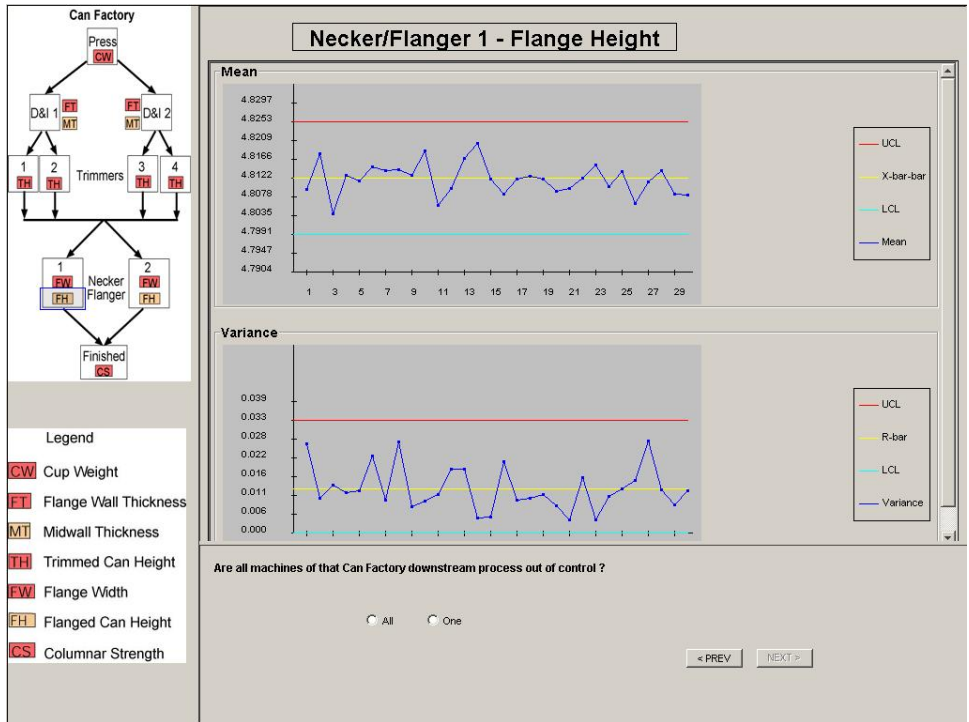 Can Factory
Press
CW
D&I 1
FT
MT
FT
MT
D&I 2
1
TH
2
TH
Trimmers
3
TH
4
TH
1
FW
FH
Necker
Flanger
2
FW
FH
Finished
CS
Legend
CW Cup Weight
FT Flange Wall Thickness
MT Midwall Thickness
TH Trimmed Can Height
FW Flange Width
FH Flanged Can Height
CS Columnar Strength
Necker/Flanger 1 - Flange Height
Mean
4.8297
4.8253
4.8209
4.8166
4.8122
4.8078
4.8035
4.7991
4.7947
4.7904
1 3 5 7 9 11 13 15 17 19 21 23 25 27 29
UCL
X-bar-bar
LCL
Mean
Variance
0.039
0.033
0.028
0.022
0.016
0.011
0.006
0.000
UCL
R-bar
LCL
Variance
Are all machines of that Can Factory downstream process out of control ?
All One
< PREV NEXT >